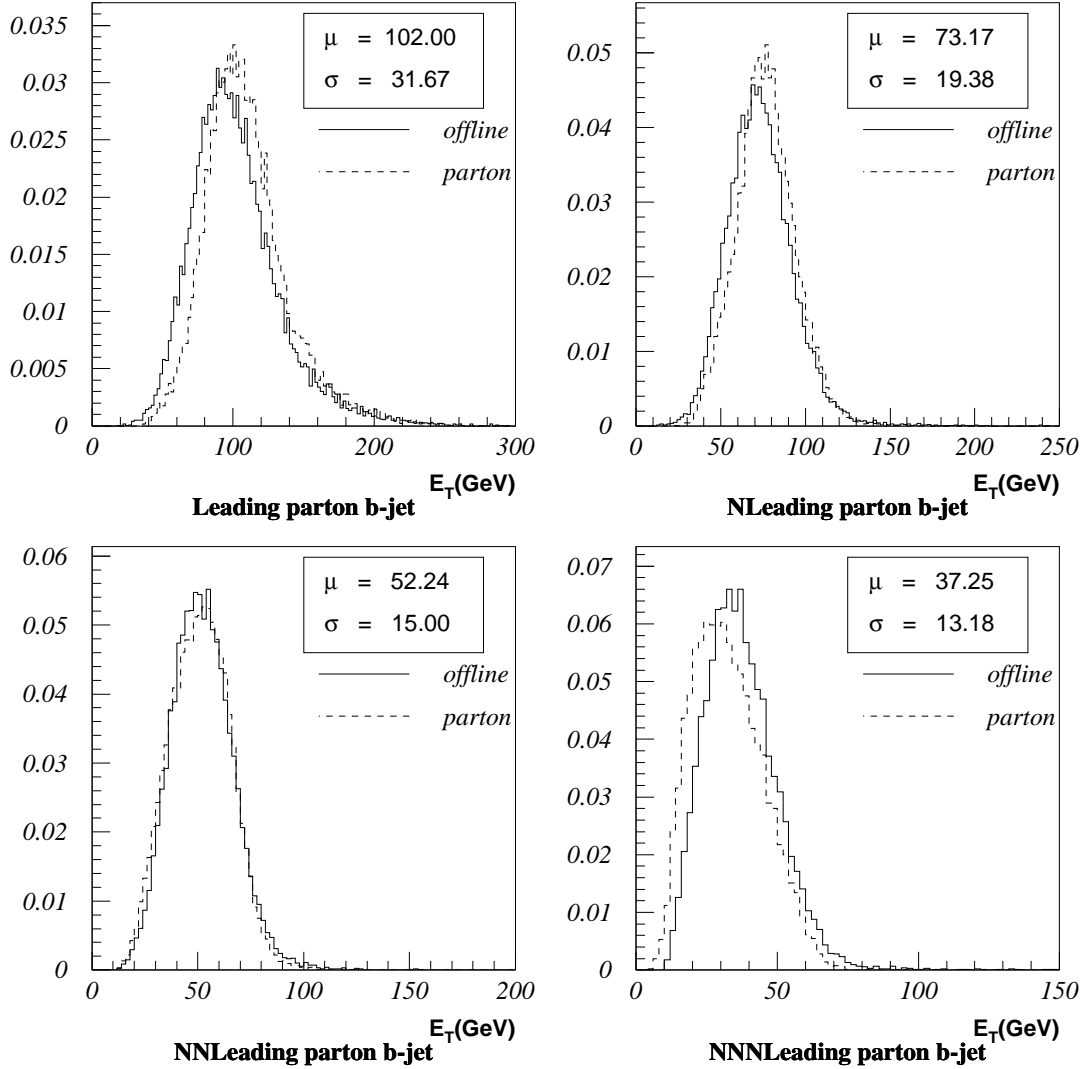 μ = 102.00
σ = 31.67
offline
parton
0.035
0.03
0.025
0.02
0.015
0.01
0.005
0
0 100 200 300
E_T(GeV)
Leading parton b-jet
μ = 73.17
σ = 19.38
offline
parton
0.05
0.04
0.03
0.02
0.01
0
0 50 100 150 200 250
E_T(GeV)
NLeading parton b-jet
μ = 52.24
σ = 15.00
offline
parton
0.06
0.05
0.04
0.03
0.02
0.01
0
0 50 100 150 200
E_T(GeV)
NNLeading parton b-jet
μ = 37.25
σ = 13.18
offline
parton
0.07
0.06
0.05
0.04
0.03
0.02
0.01
0
0 50 100 150
E_T(GeV)
NNNLeading parton b-jet